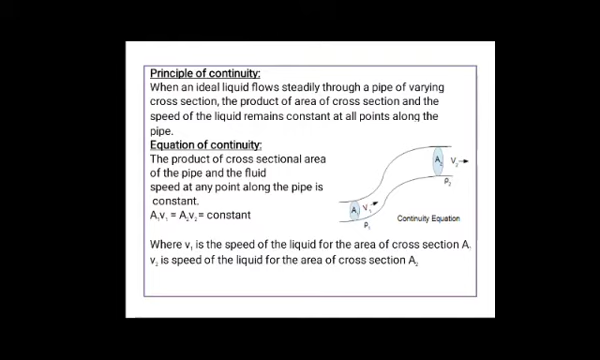 Principle of continuity:
When an ideal liquid flows steadily through a pipe of varying
cross section, the product of area of cross section and the
speed of the liquid remains constant at all points along the
pipe.
Equation of continuity:
The product of cross sectional area
of the pipe and the fluid
speed at any point along the pipe is
constant.
A₁v₁ = A₂v₂ = constant
A₂ V₂
P₂
A₁ V₁
P₁
Continuity Equation
Where v₁ is the speed of the liquid for the area of cross section A.
v₂ is speed of the liquid for the area of cross section A₂